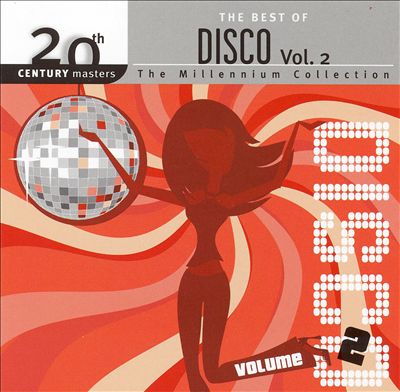 20th
CENTURY masters
THE BEST OF
DISCO Vol. 2
The Millennium Collection
DISCO
VOLUME 2